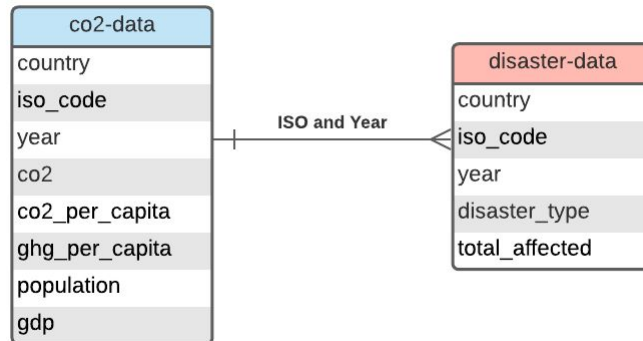 co2-data
country
iso_code
year
co2
co2_per_capita
ghg_per_capita
population
gdp
ISO and Year
disaster-data
country
iso_code
year
disaster_type
total_affected